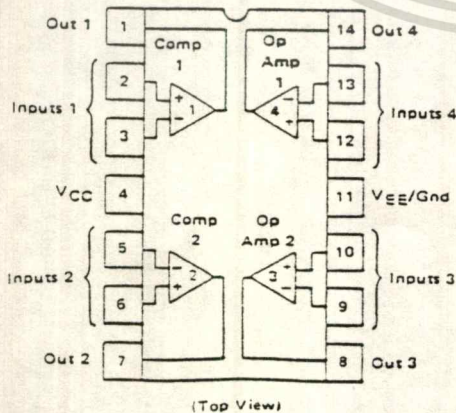 Out 1 1 14 Out 4
Comp 1 Op Amp 1
Inputs 1 2 + 1 - 3
13 - 4 + 12 Inputs 4
VCC 4 11 VEE/Gnd
Comp 2 Op Amp 2
Inputs 2 5 - 2 + 6
10 + 3 - 9 Inputs 3
Out 2 7 8 Out 3
(Top View)